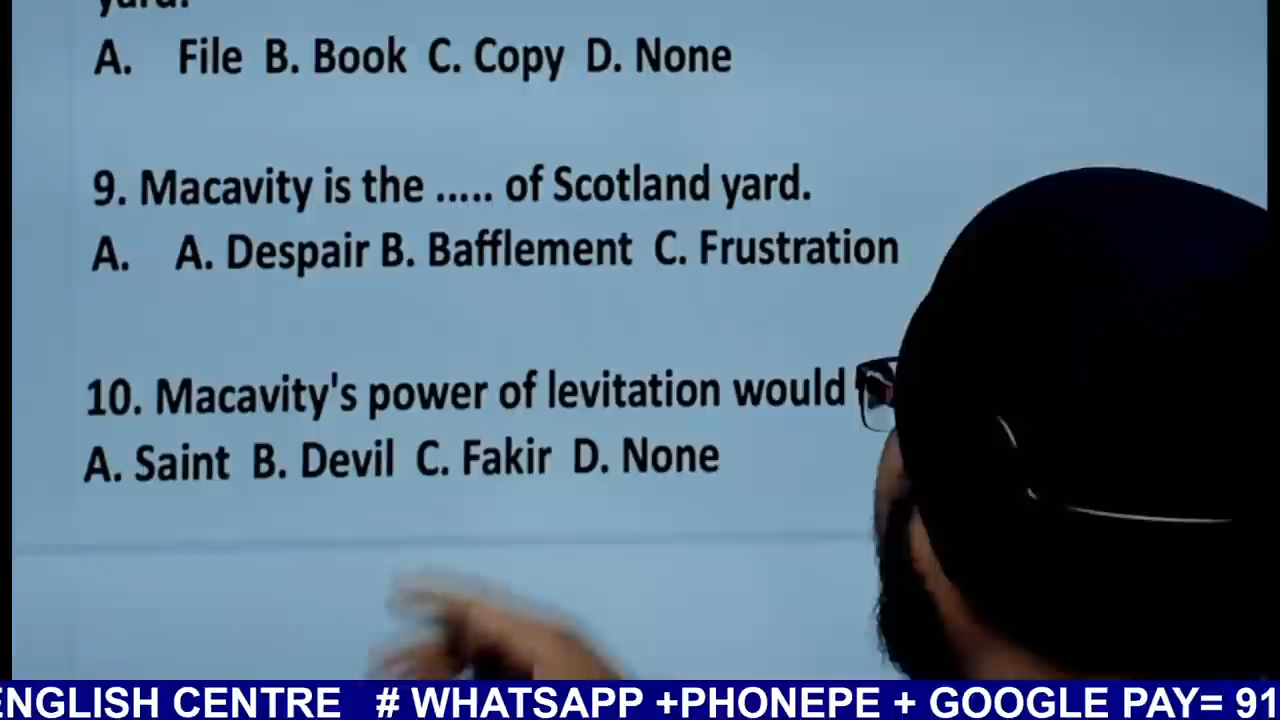 yard.
A. File B. Book C. Copy D. None
9. Macavity is the ..... of Scotland yard.
A. A. Despair B. Bafflement C. Frustration
10. Macavity's power of levitation would
A. Saint B. Devil C. Fakir D. None
ENGLISH CENTRE # WHATSAPP +PHONEPE + GOOGLE PAY= 91